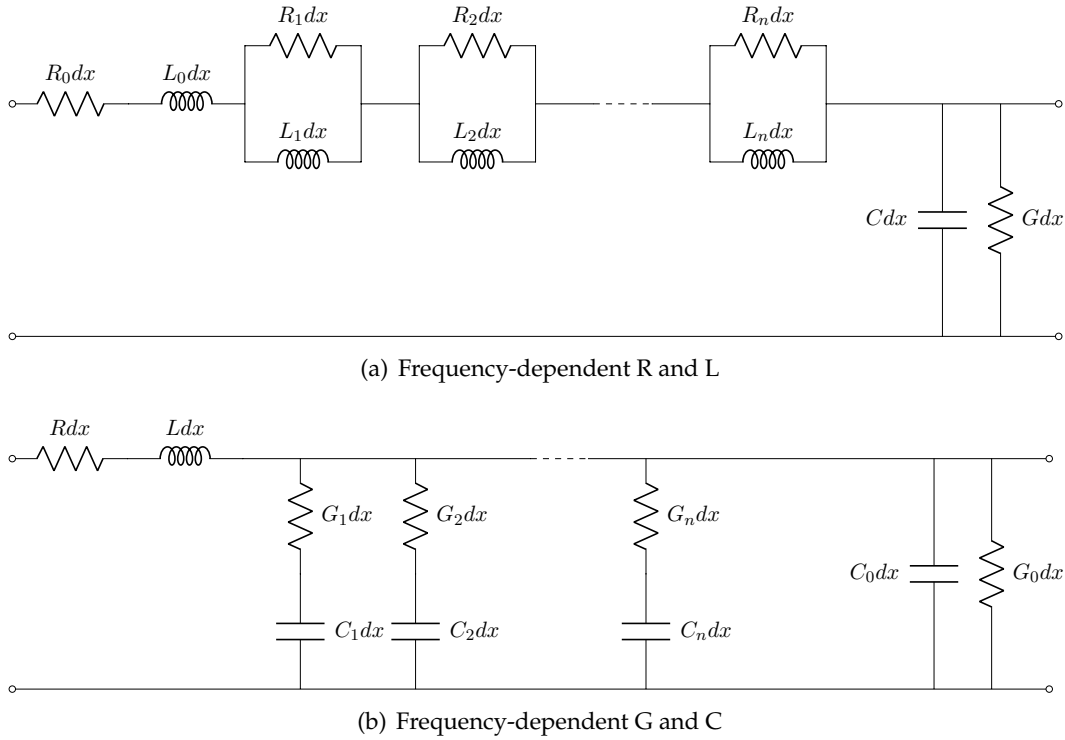 R₁dx R₂dx Rₙdx
R₀dx L₀dx
L₁dx L₂dx Lₙdx
Cdx Gdx
(a) Frequency-dependent R and L
Rdx Ldx
G₁dx G₂dx Gₙdx
C₀dx G₀dx
C₁dx C₂dx Cₙdx
(b) Frequency-dependent G and C